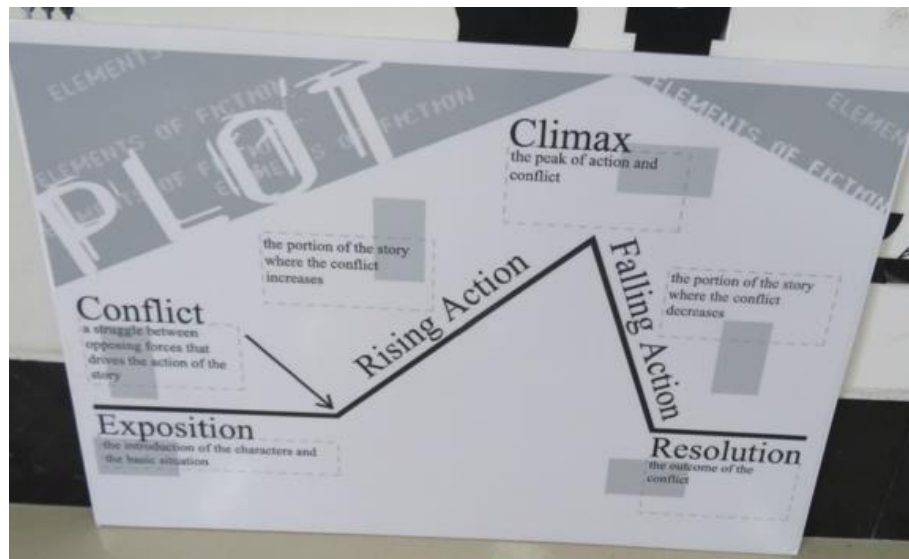 ELEMENTS
ELEMENTS OF FICTION
ELEMENTS OF FICTION
ELEMENTS OF FICTION
PLOT
ELEMENTS OF FICTION
Climax
the peak of action and
conflict
the portion of the story
where the conflict
increases
Rising Action
Falling Action
the portion of the story
where the conflict
decreases
Conflict
a struggle between
opposing forces that
drives the action of the
story
Exposition
the introduction of the characters and
the basic situation
Resolution
the outcome of the
conflict